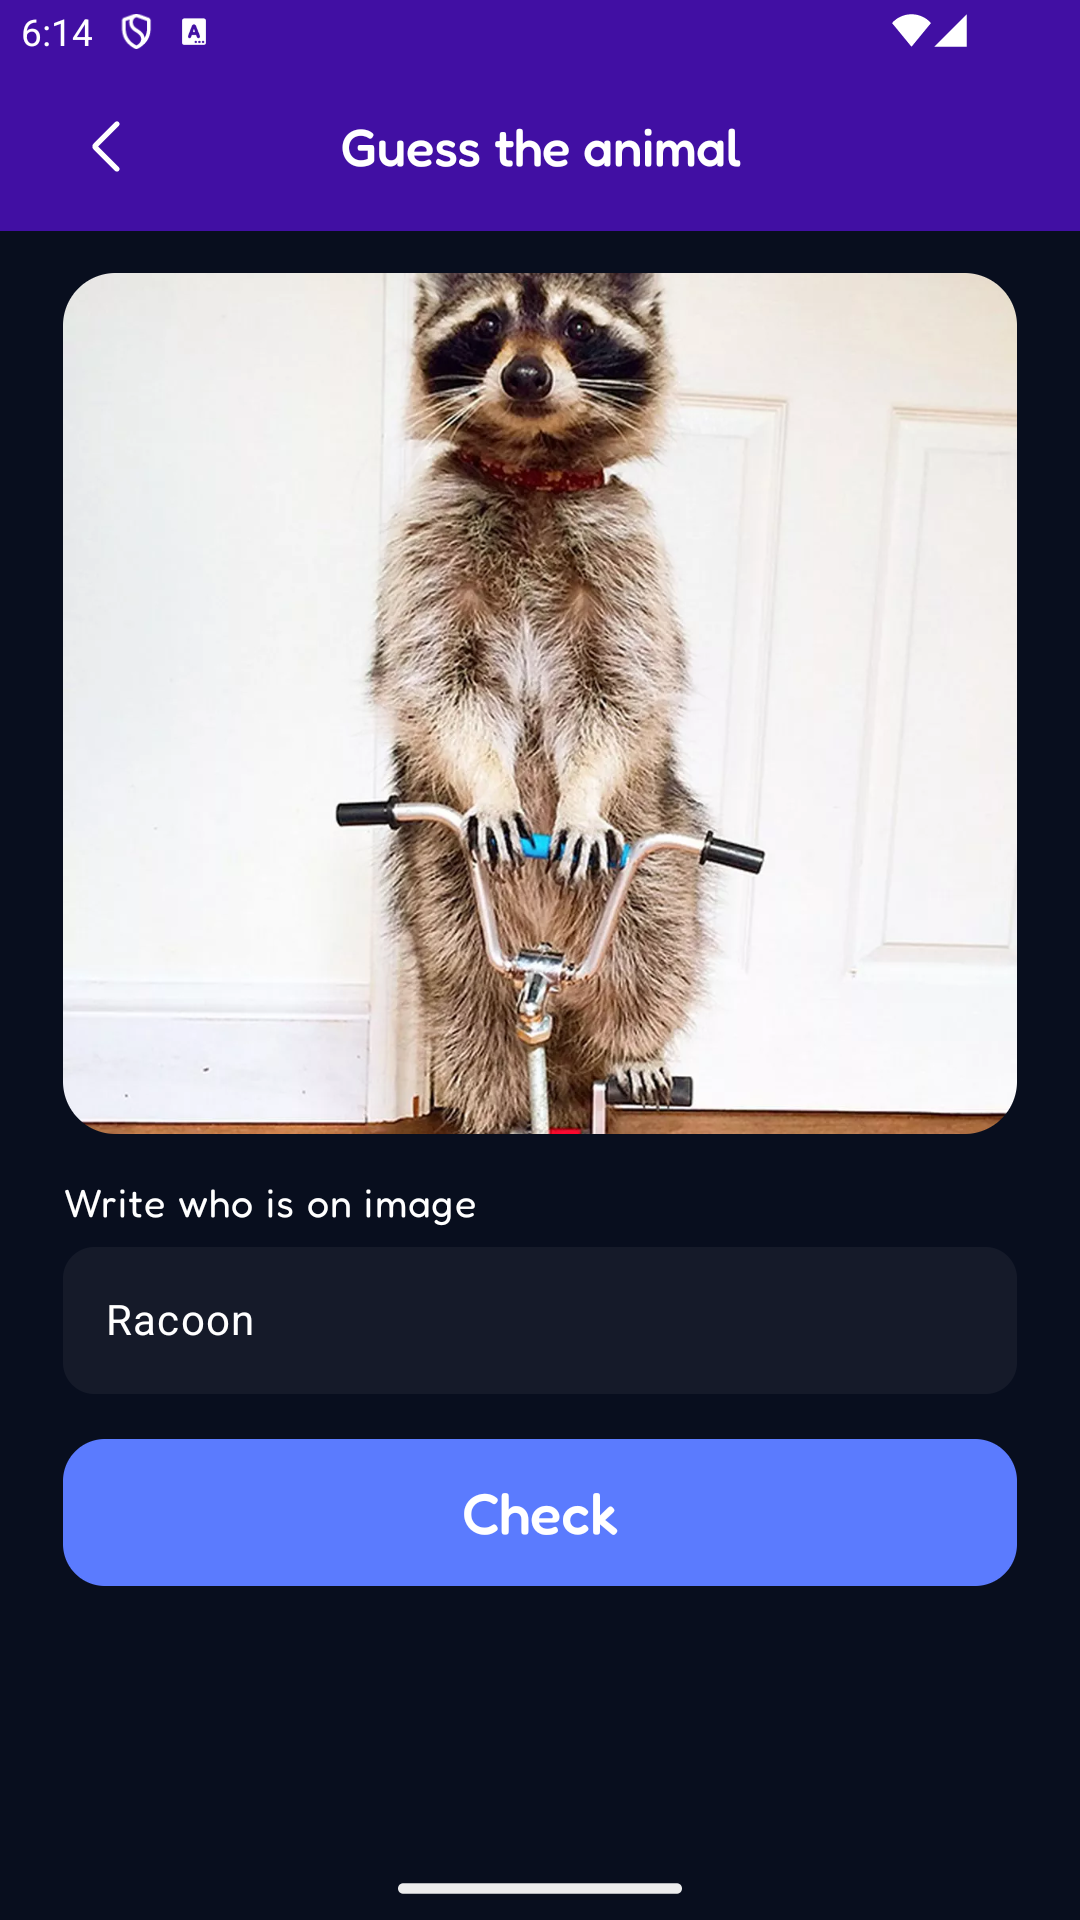 6:14
Guess the animal
Write who is on image
Racoon
Check